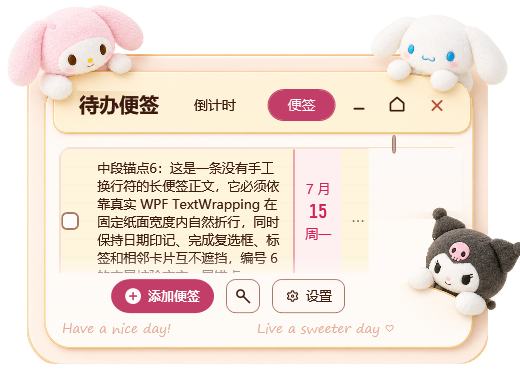 待办便签
倒计时
便签
中段锚点6：这是一条没有手工
换行符的长便签正文，它必须依
靠真实 WPF TextWrapping 在
固定纸面宽度内自然折行，同时
保持日期印记、完成复选框、标
签和相邻卡片互不遮挡，编号 6
7 月
15
周一
...
添加便签
设置
Have a nice day!
Live a sweeter day ♡